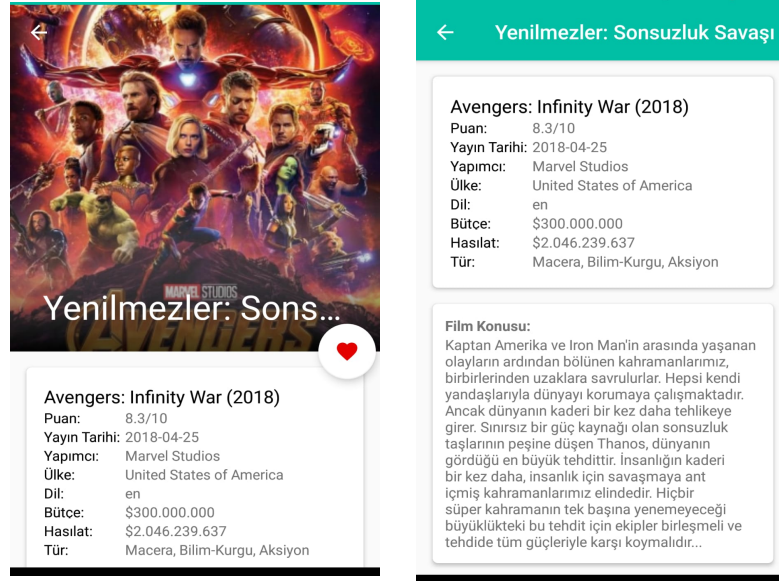 MARVEL STUDIOS
Yenilmezler: Sons...
AVENGERS
Avengers: Infinity War (2018)
Puan: 8.3/10
Yayın Tarihi: 2018-04-25
Yapımcı: Marvel Studios
Ülke: United States of America
Dil: en
Bütçe: $300.000.000
Hasılat: $2.046.239.637
Tür: Macera, Bilim-Kurgu, Aksiyon
Yenilmezler: Sonsuzluk Savaşı
Avengers: Infinity War (2018)
Puan: 8.3/10
Yayın Tarihi: 2018-04-25
Yapımcı: Marvel Studios
Ülke: United States of America
Dil: en
Bütçe: $300.000.000
Hasılat: $2.046.239.637
Tür: Macera, Bilim-Kurgu, Aksiyon
Film Konusu:
Kaptan Amerika ve Iron Man'in arasında yaşanan
olayların ardından bölünen kahramanlarımız,
birbirlerinden uzaklara savrulurlar. Hepsi kendi
yandaşlarıyla dünyayı korumaya çalışmaktadır.
Ancak dünyanın kaderi bir kez daha tehlikeye
girer. Sınırsız bir güç kaynağı olan sonsuzluk
taşlarının peşine düşen Thanos, dünyanın
gördüğü en büyük tehdittir. İnsanlığın kaderi
bir kez daha, insanlık için savaşmaya ant
içmiş kahramanlarımız elindedir. Hiçbir
süper kahramanın tek başına yenemeyeceği
büyüklükteki bu tehdit için ekipler birleşmeli ve
tehdide tüm güçleriyle karşı koymalıdır...